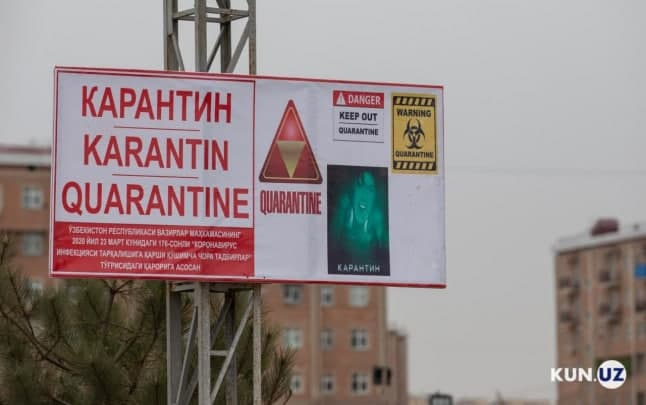 КАРАНТИН
KARANTIN
QUARANTINE
ЎЗБЕКИСТОН РЕСПУБЛИКАСИ ВАЗИРЛАР МАҲКАМАСИНИНГ
2020 ЙИЛ 23 МАРТ КУНИДАГИ 176-СОНЛИ "КОРОНАВИРУС
ИНФЕКЦИЯСИ ТАРҚАЛИШИГА ҚАРШИ ҚЎШИМЧА ЧОРА ТАДБИРЛАР"
ТЎҒРИСИДАГИ ҚАРОРИГА АСОСАН
QUARANTINE
DANGER
KEEP OUT
QUARANTINE
WARNING
QUARANTINE
КАРАНТИН
KUN.UZ